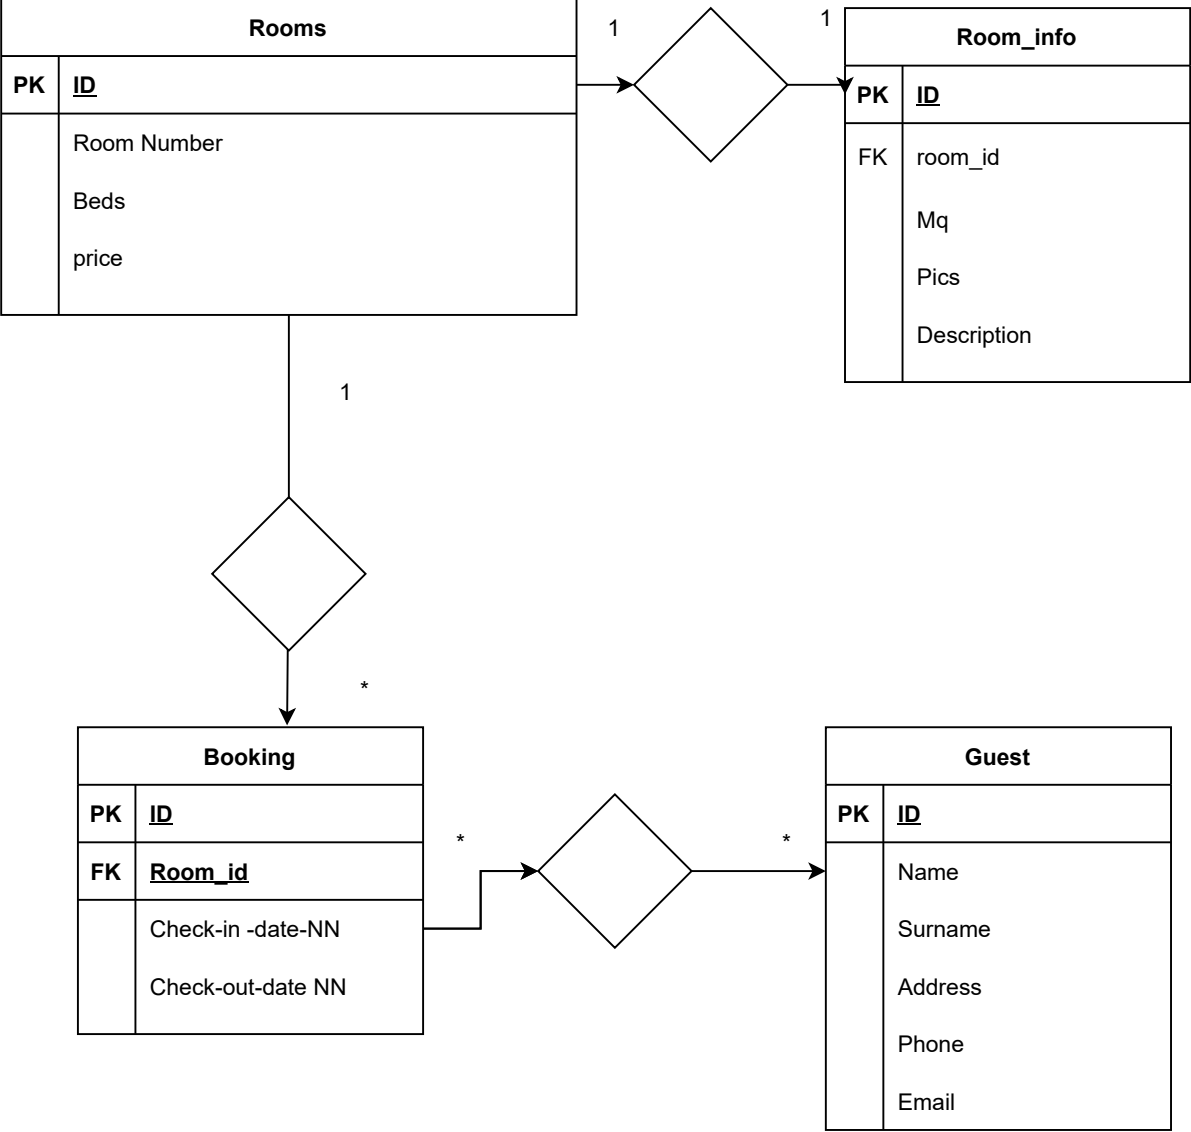 Rooms
PK ID
Room Number
Beds
price
1
1
Room_info
PK ID
FK room_id
Mq
Pics
Description
1
*
Booking
PK ID
FK Room_id
Check-in -date-NN
Check-out-date NN
*
*
Guest
PK ID
Name
Surname
Address
Phone
Email